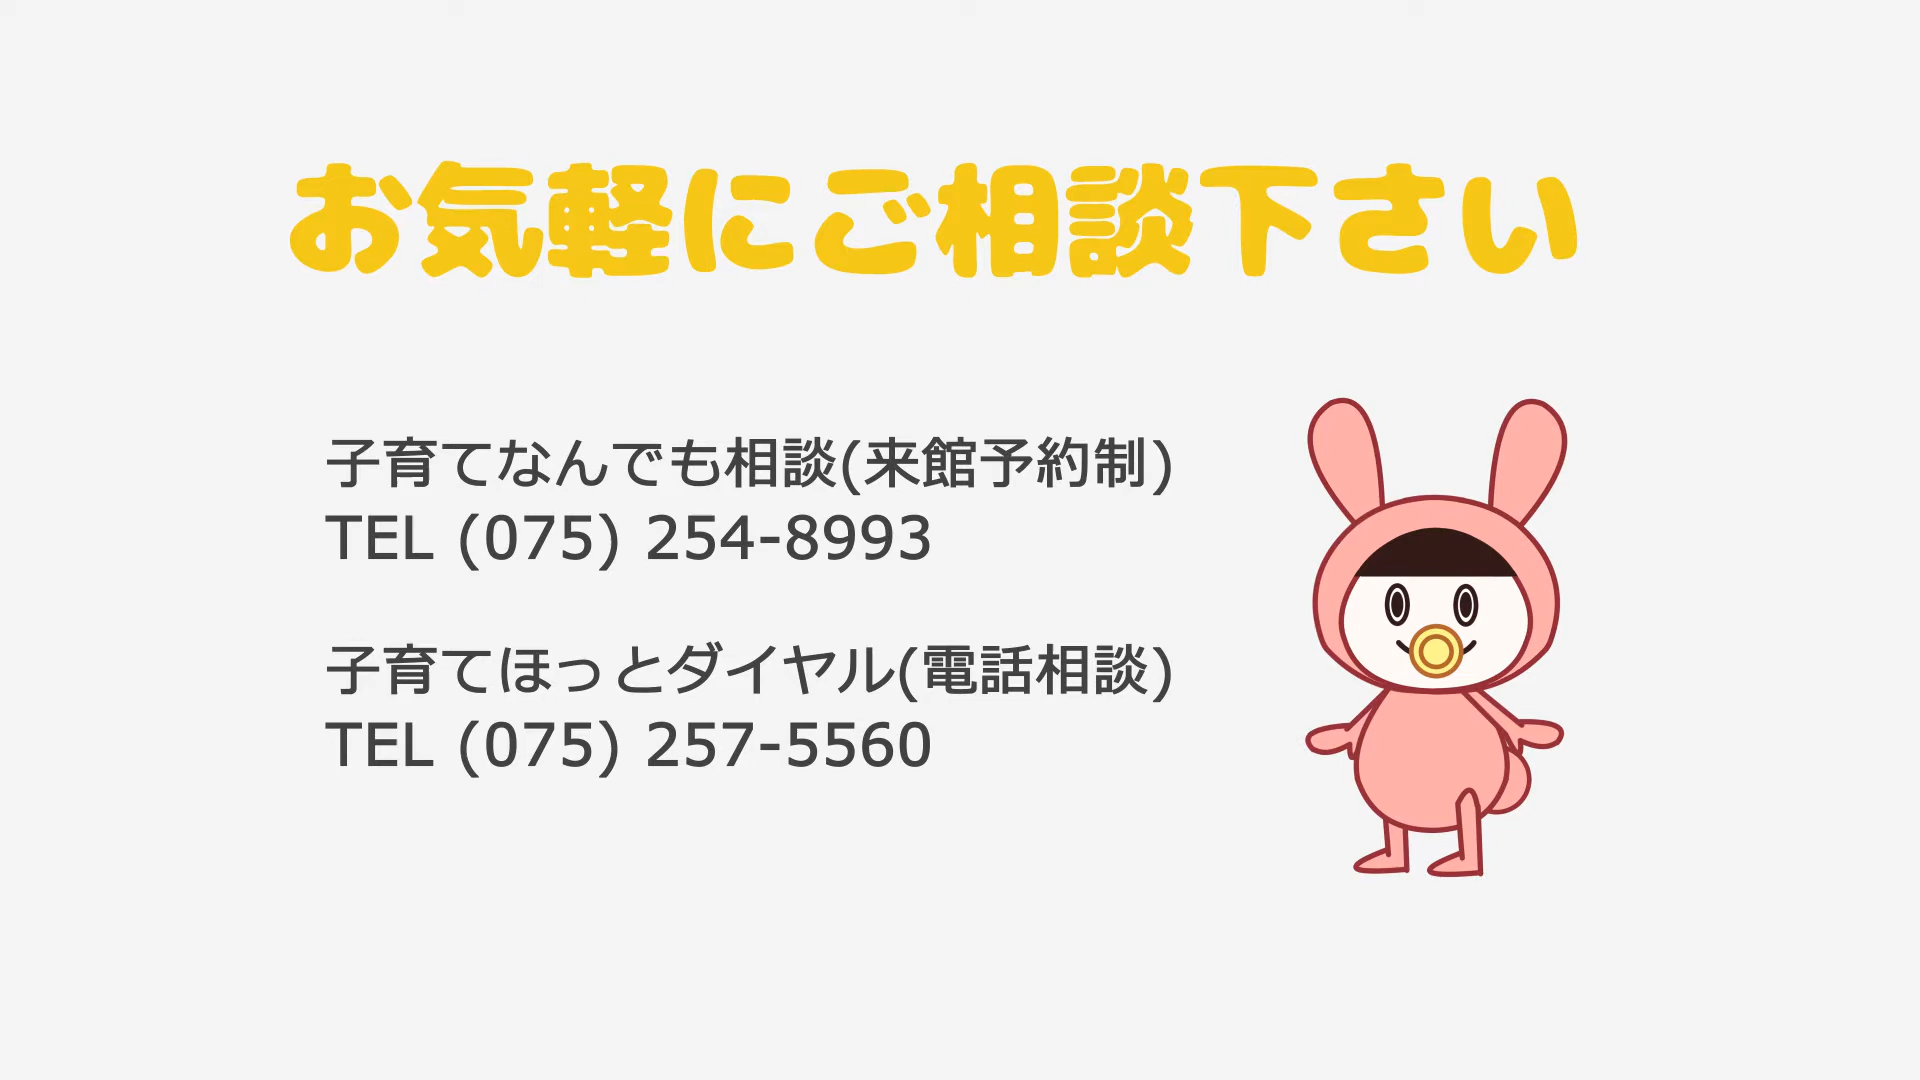 お気軽にご相談下さい
子育てなんでも相談(来館予約制)
TEL (075) 254-8993
子育てほっとダイヤル(電話相談)
TEL (075) 257-5560